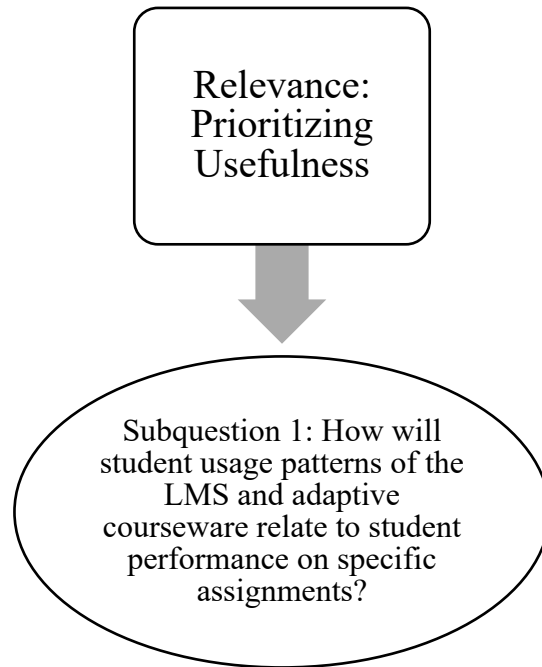 Relevance:
Prioritizing
Usefulness
Subquestion 1: How will
student usage patterns of the
LMS and adaptive
courseware relate to student
performance on specific
assignments?